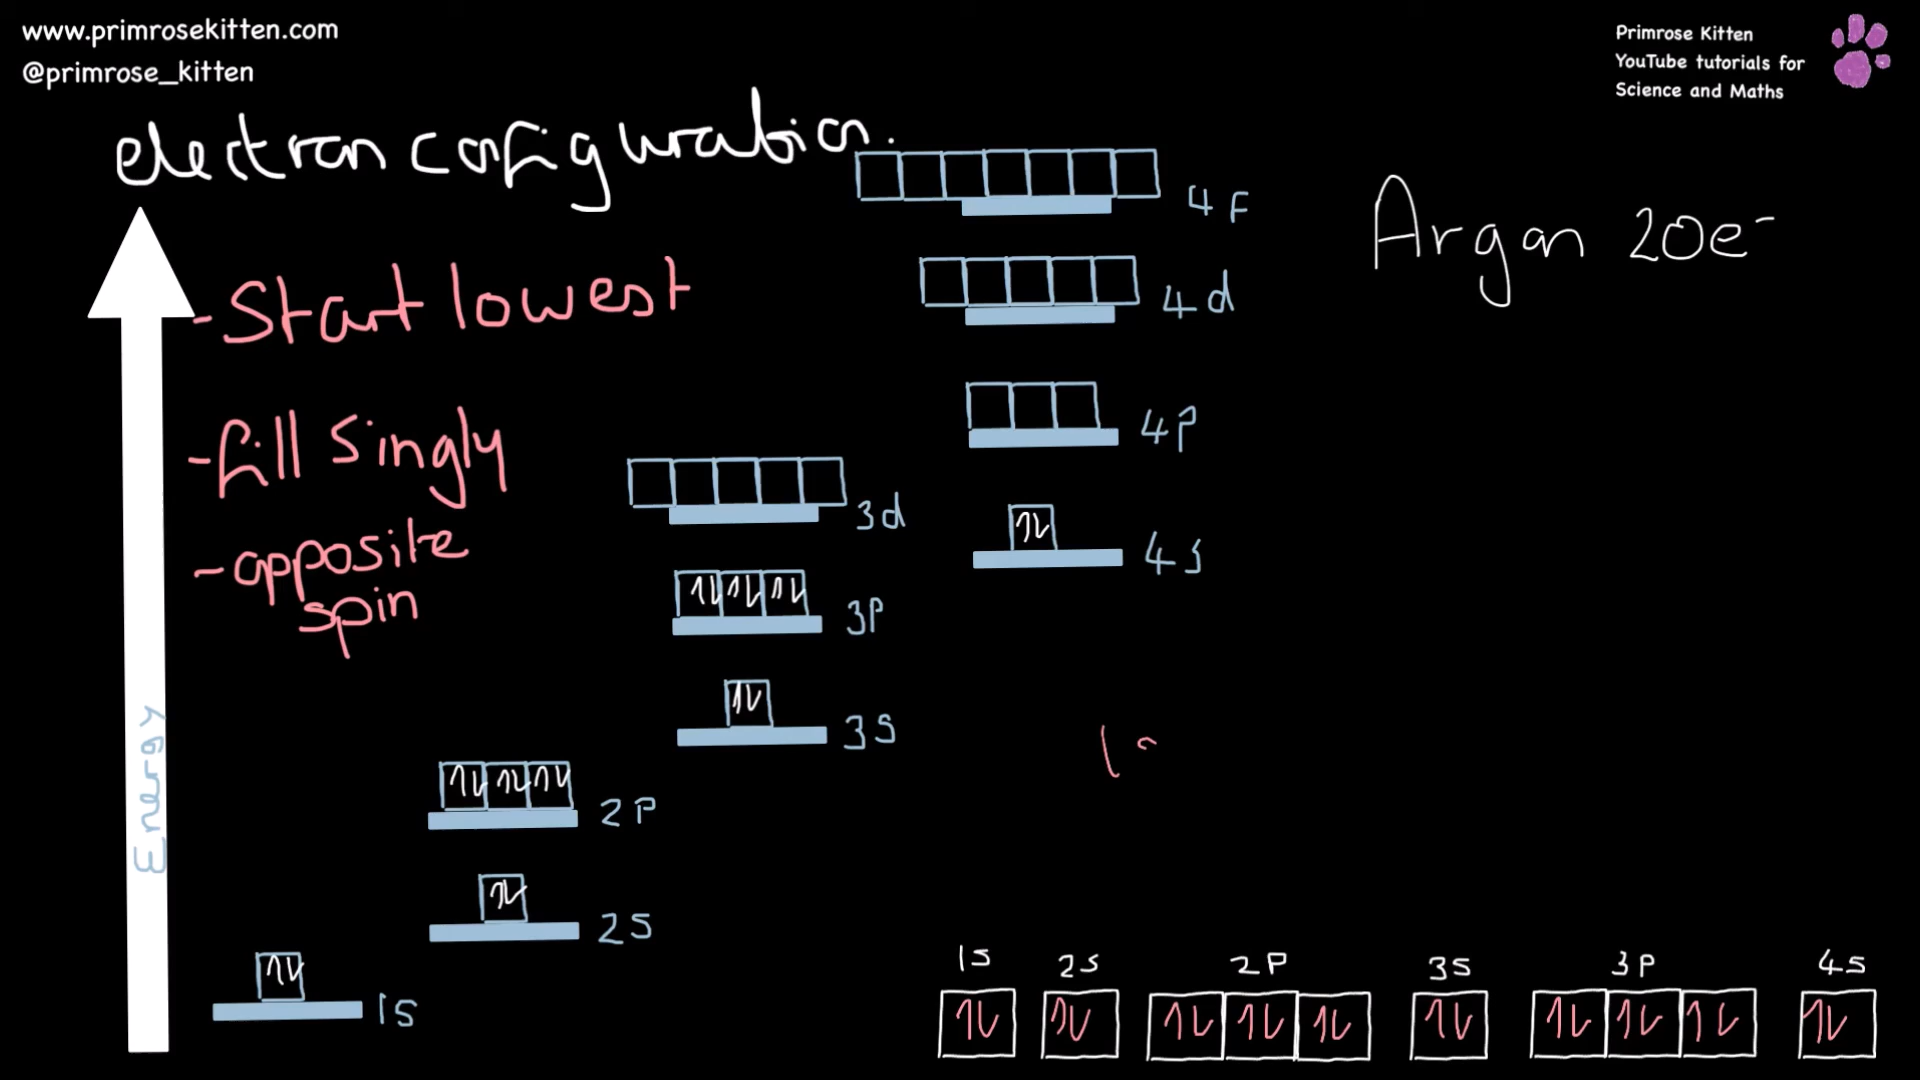 www.primrosekitten.com
@primrose_kitten
Primrose Kitten
YouTube tutorials for
Science and Maths
electron configuration.
Argon 20e⁻
- Start lowest
- fill singly
- opposite
spin
Energy
4F
4d
4P
4s
3d
3P
3S
2P
2S
1S
1s
1S 2s 2P 3s 3P 4s